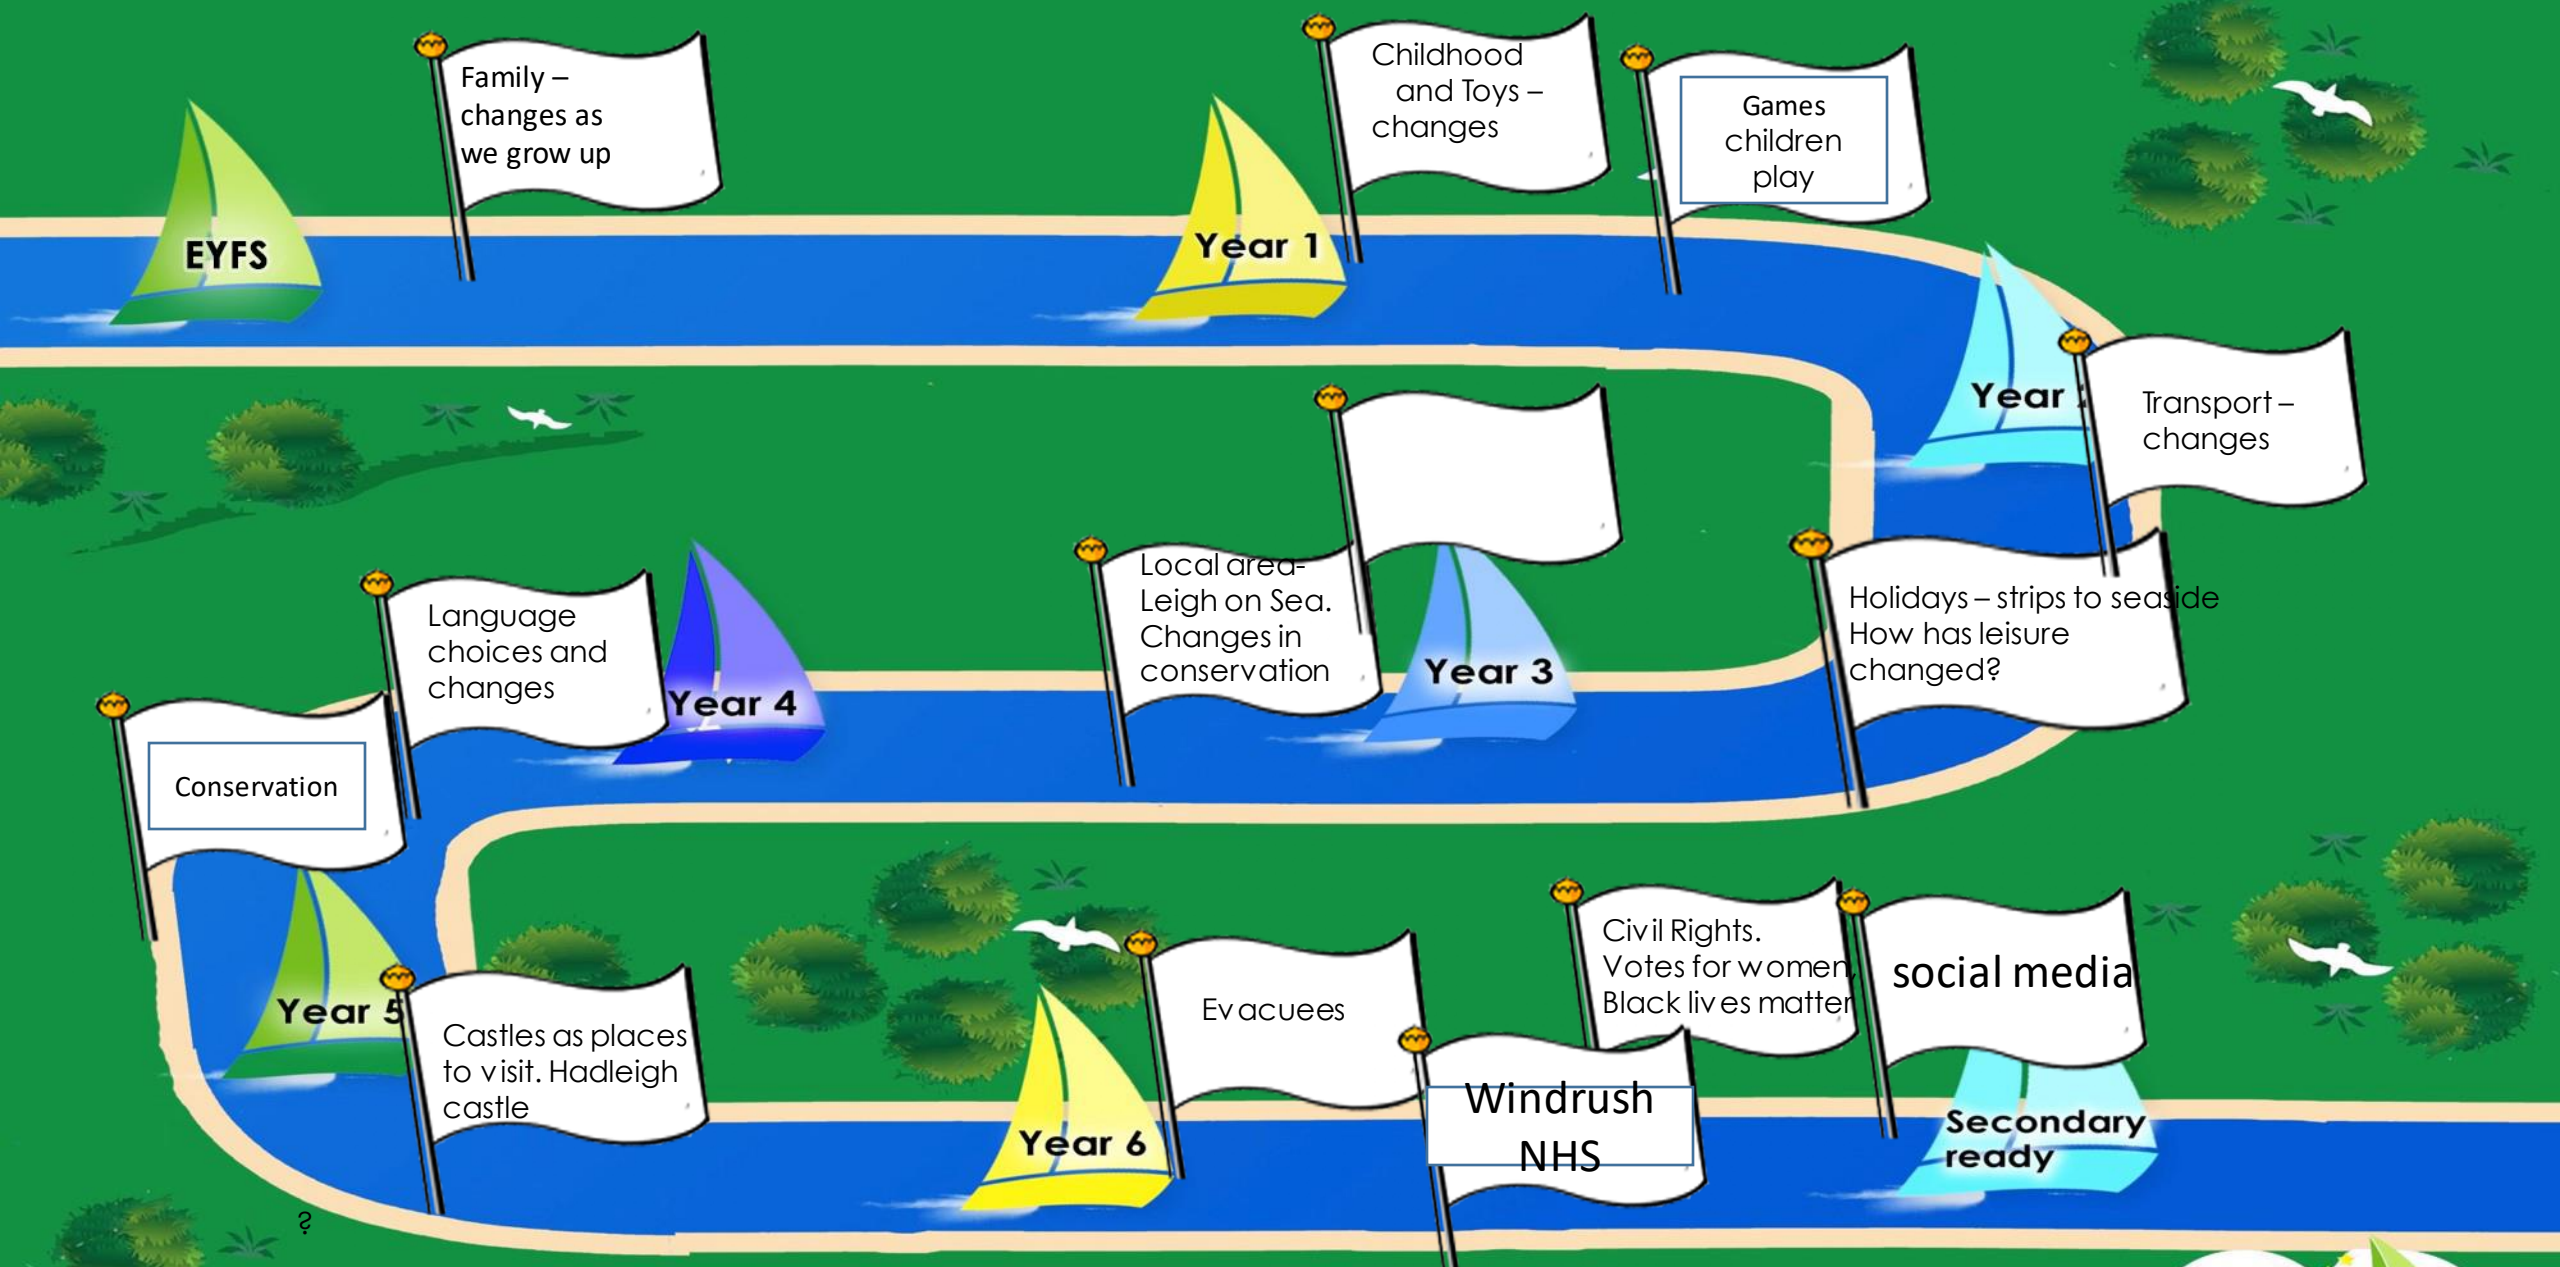 EYFS
Family –
changes as
we grow up
Year 1
Childhood
and Toys –
changes
Games
children
play
Year
Transport –
changes
Holidays – strips to seaside
How has leisure
changed?
Year 3
Local area-
Leigh on Sea.
Changes in
conservation
Year 4
Language
choices and
changes
Conservation
Year 5
Castles as places
to visit. Hadleigh
castle
?
Year 6
Evacuees
Windrush
NHS
Civil Rights.
Votes for women,
Black lives matter
social media
Secondary
ready